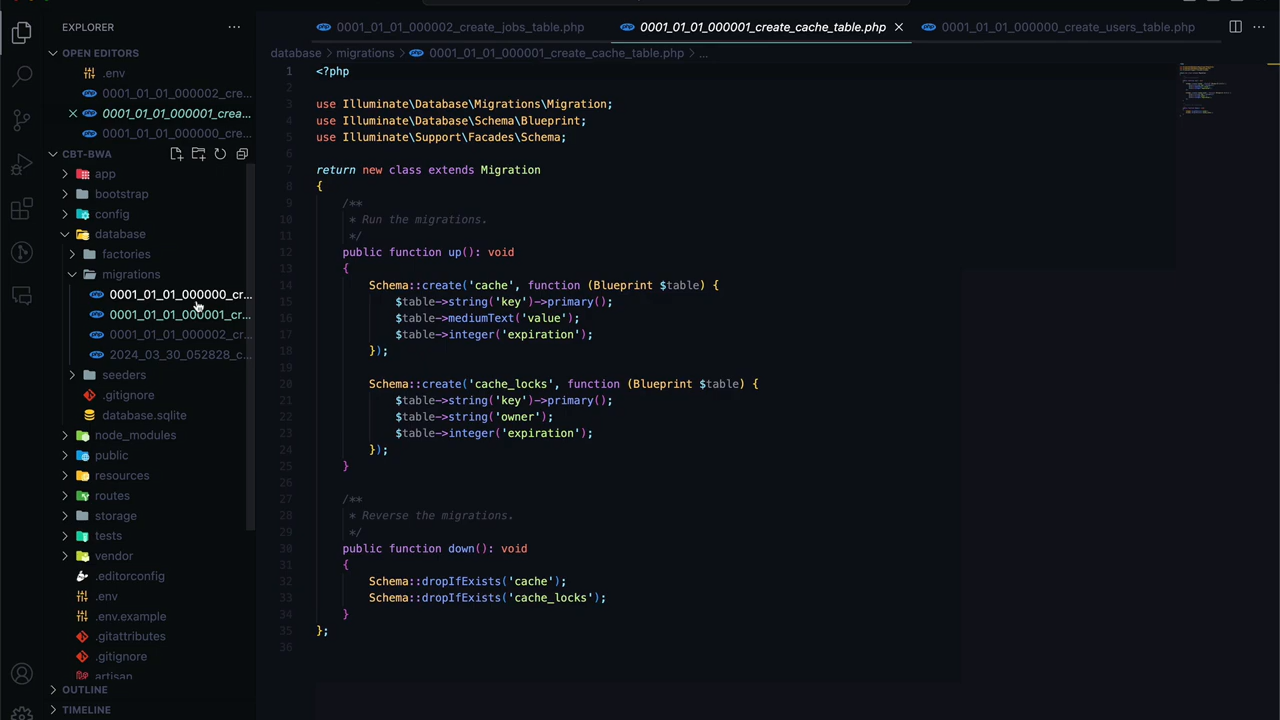 EXPLORER
OPEN EDITORS
.env
0001_01_01_000002_cre...
0001_01_01_000001_crea...
0001_01_01_000000_cre...
CBT-BWA
app
bootstrap
config
database
factories
migrations
0001_01_01_000000_cr...
0001_01_01_000001_cr...
0001_01_01_000002_cr...
2024_03_30_052828_c...
seeders
.gitignore
database.sqlite
node_modules
public
resources
routes
storage
tests
vendor
.editorconfig
.env
.env.example
.gitattributes
.gitignore
artisan
OUTLINE
TIMELINE
0001_01_01_000002_create_jobs_table.php
0001_01_01_000001_create_cache_table.php
0001_01_01_000000_create_users_table.php
database > migrations > 0001_01_01_000001_create_cache_table.php > ...
1 <?php
2
3 use Illuminate\Database\Migrations\Migration;
4 use Illuminate\Database\Schema\Blueprint;
5 use Illuminate\Support\Facades\Schema;
6
7 return new class extends Migration
8 {
9 /**
10 * Run the migrations.
11 */
12 public function up(): void
13 {
14 Schema::create('cache', function (Blueprint $table) {
15 $table->string('key')->primary();
16 $table->mediumText('value');
17 $table->integer('expiration');
18 });
19
20 Schema::create('cache_locks', function (Blueprint $table) {
21 $table->string('key')->primary();
22 $table->string('owner');
23 $table->integer('expiration');
24 });
25 }
26
27 /**
28 * Reverse the migrations.
29 */
30 public function down(): void
31 {
32 Schema::dropIfExists('cache');
33 Schema::dropIfExists('cache_locks');
34 }
35 };
36